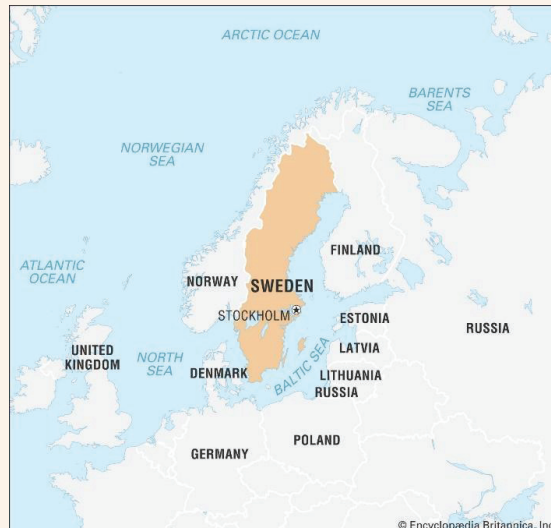 ARCTIC OCEAN
BARENTS
SEA
NORWEGIAN
SEA
FINLAND
ATLANTIC
OCEAN
NORWAY
SWEDEN
STOCKHOLM
ESTONIA
RUSSIA
UNITED
KINGDOM
NORTH
SEA
DENMARK
BALTIC SEA
LATVIA
LITHUANIA
RUSSIA
GERMANY
POLAND
© Encyclopædia Britannica, Inc